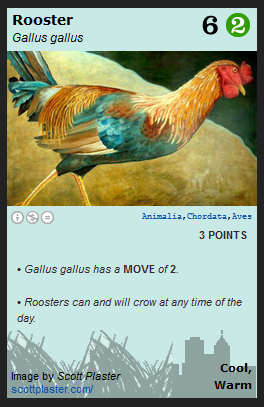 Rooster
Gallus gallus
6 2
Animalia,Chordata,Aves
3 POINTS
• Gallus gallus has a MOVE of 2.
• Roosters can and will crow at any time of the
day.
Cool,
Warm
Image by Scott Plaster
scottplaster.com/